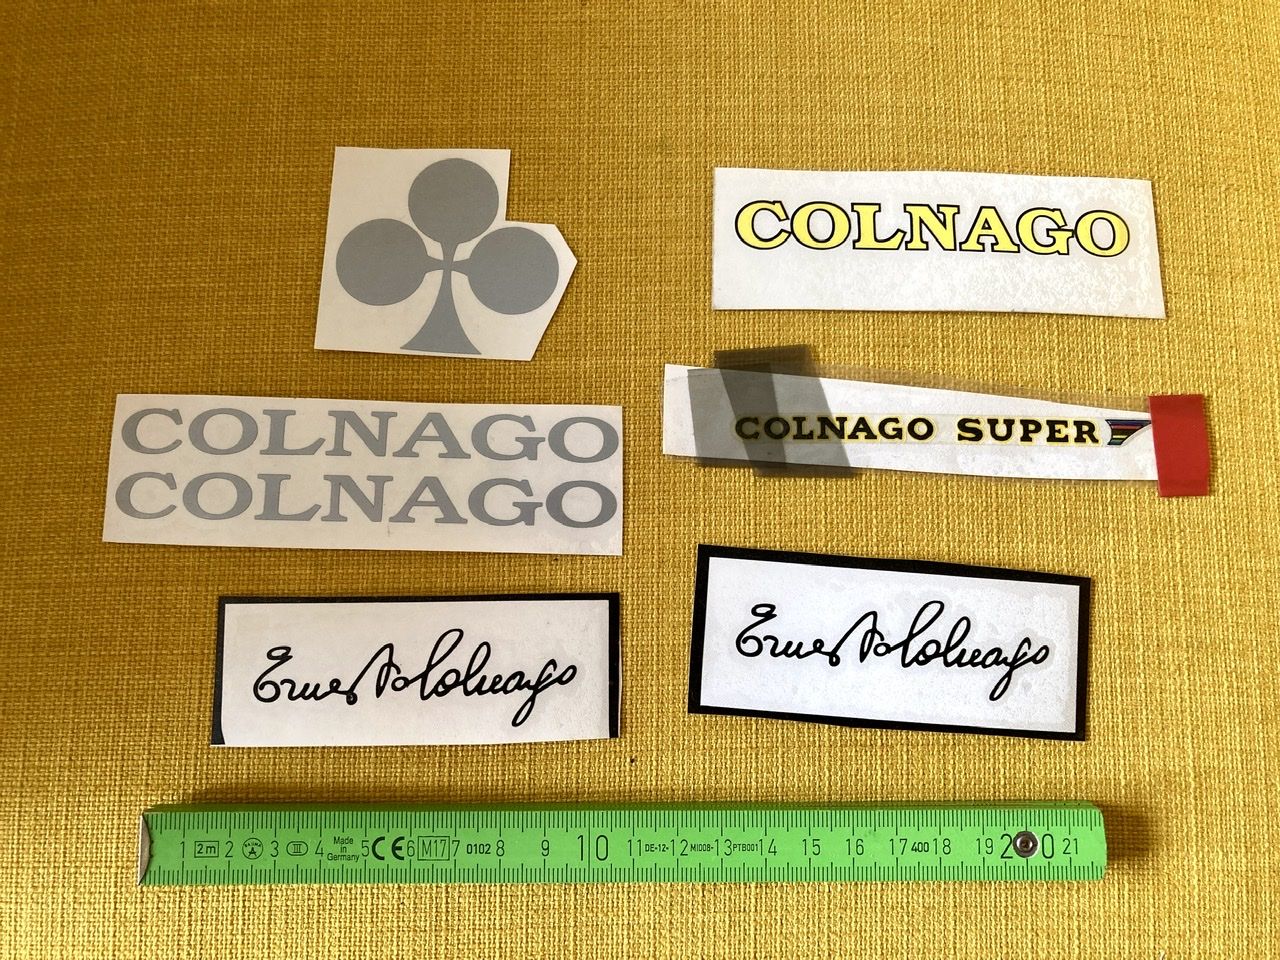 COLNAGO
COLNAGO
COLNAGO
COLNAGO SUPER
Ernesto Colnago
Ernesto Colnago
1 2m 2 3 III 4 Made in Germany 5 CE 6 M17 7 0102 8 9 10 11 DE-12- 12 MI008- 13 PTB001 14 15 16 17 400 18 19 20 21